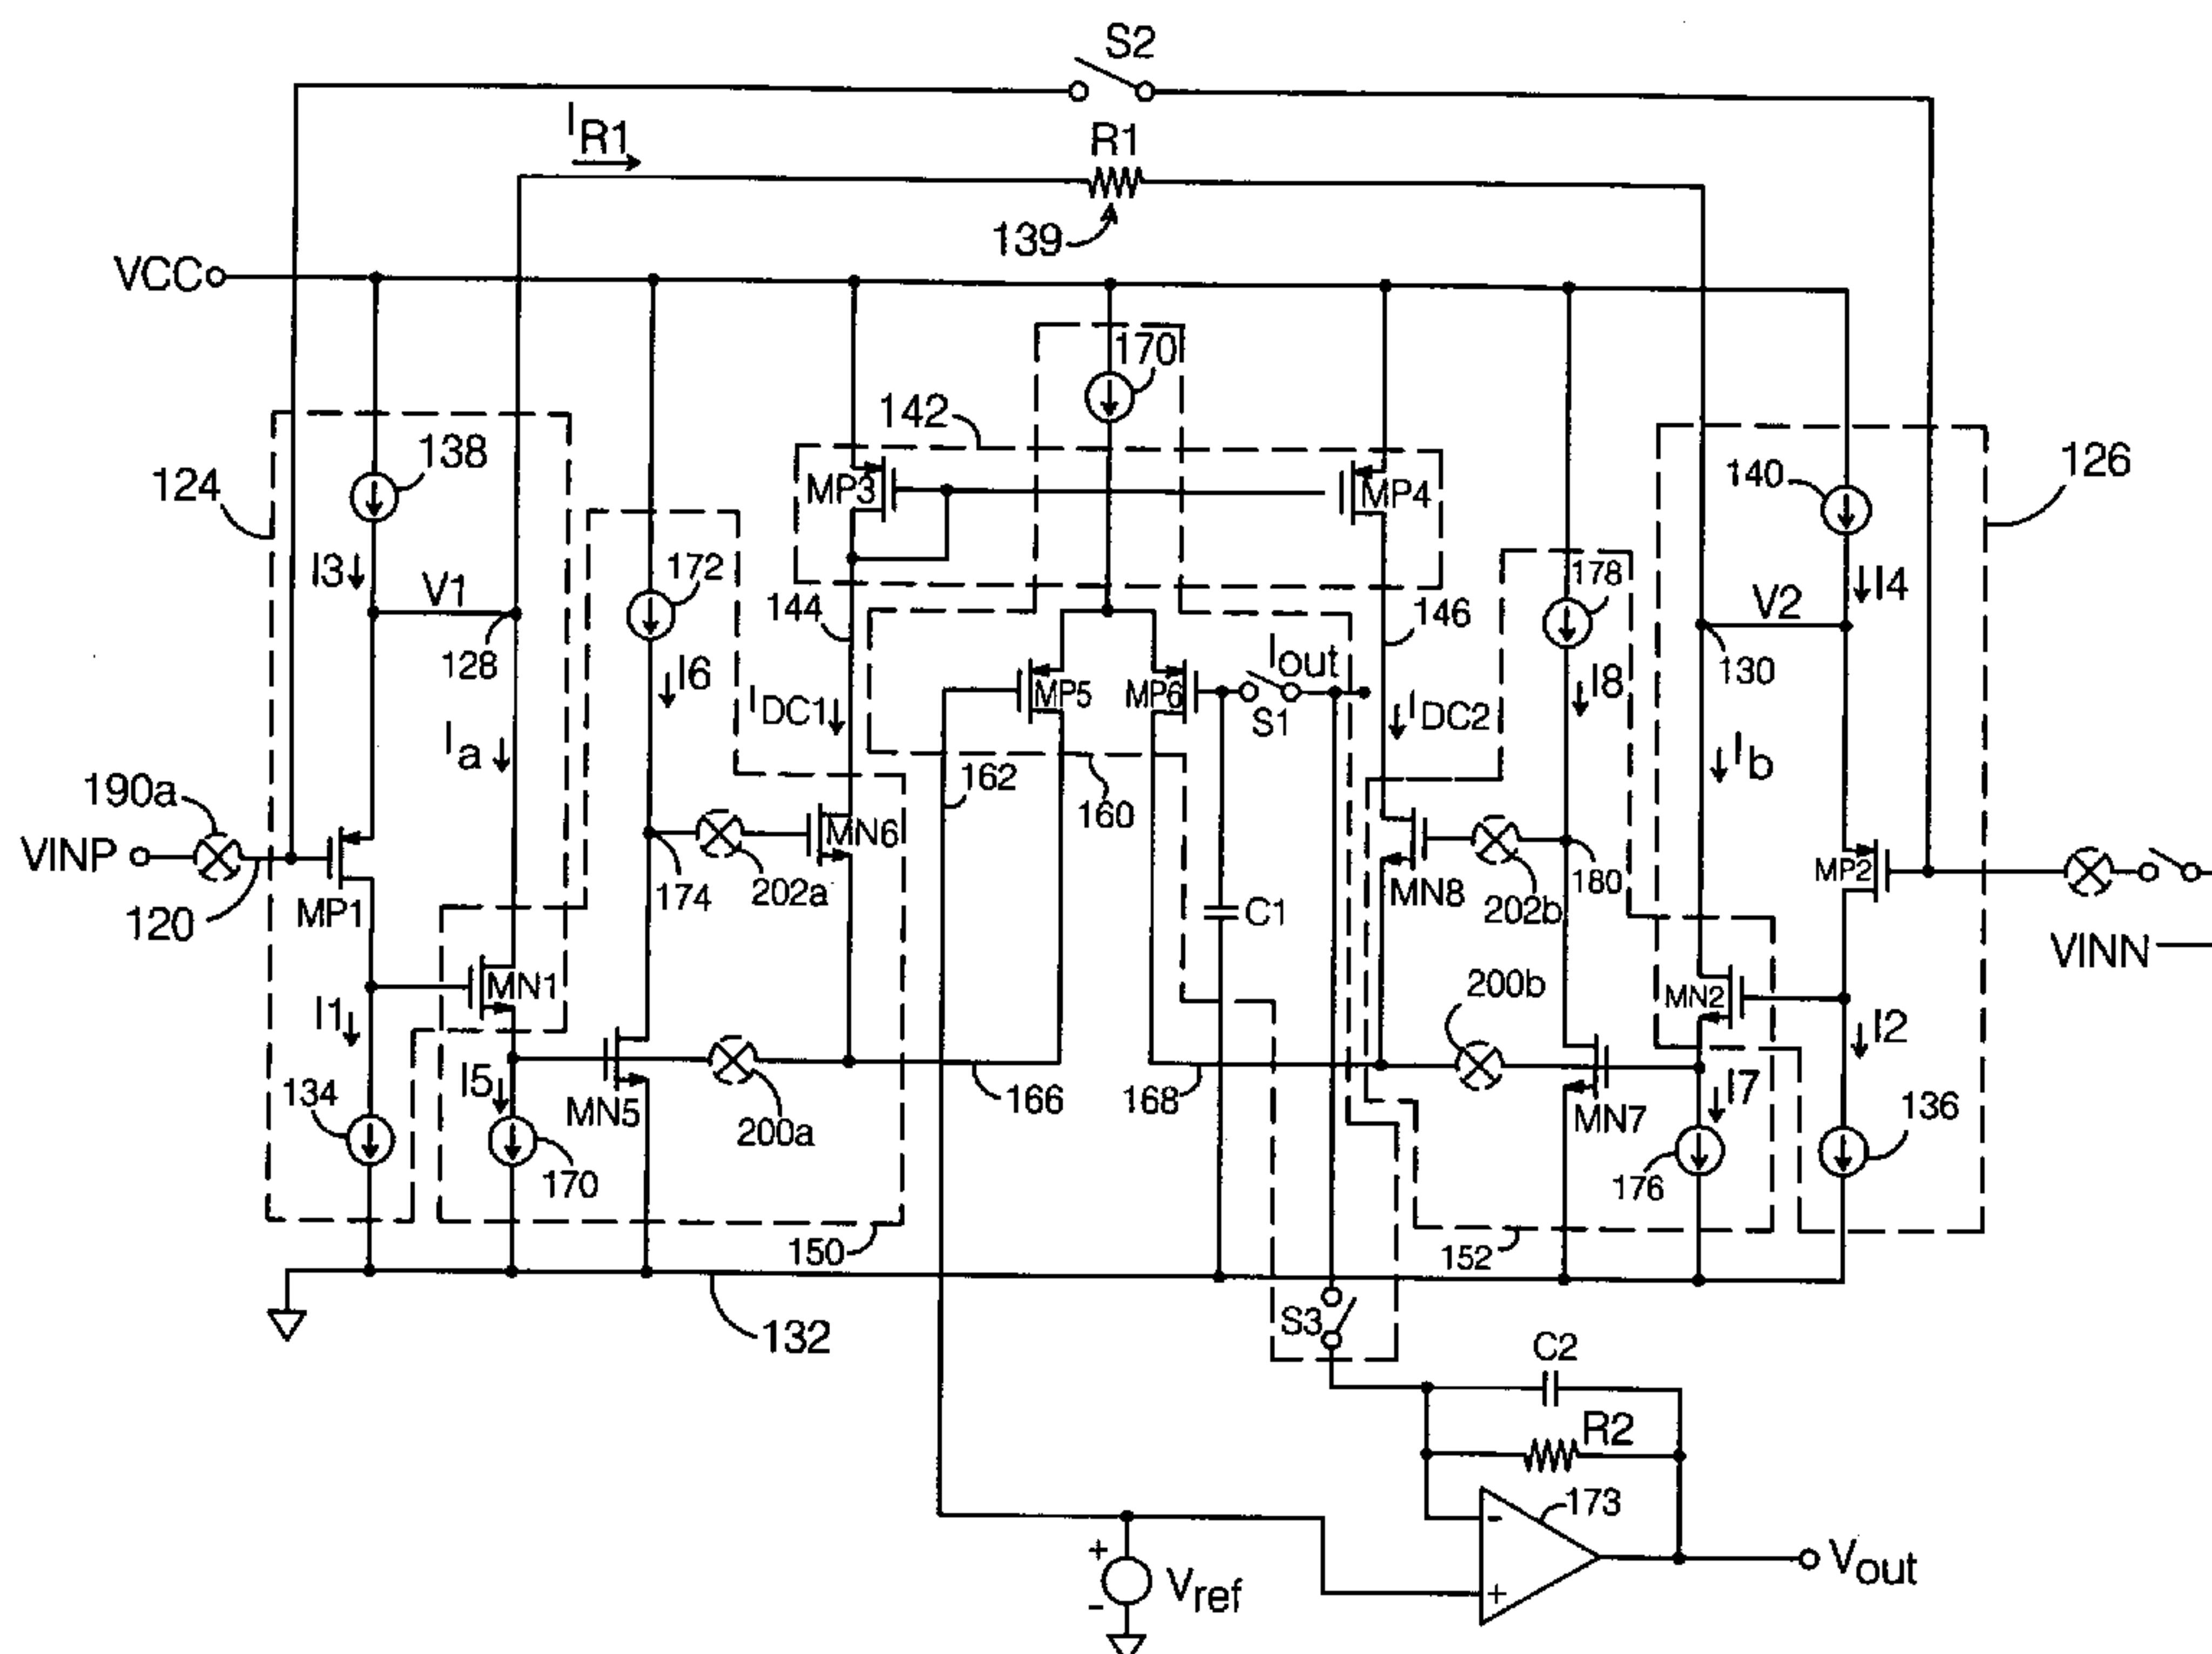 S2
I R1
R1
139
VCC
170
142
138
124
MP3
MP4
140
126
I3
V1
172
144
178
I4
V2
128
146
I6
MP5
MP6
Iout
S1
I8
130
IDC1
IDC2
Ia
Ib
162
190a
160
VINP
MN6
174
202a
C1
MN8
202b
180
MP2
120
MP1
VINN
MN1
200b
MN2
I1
I2
I5
134
MN5
200a
166
168
MN7
I7
136
170
176
150
152
132
S3
C2
R2
173
-
+
+
-
Vref
Vout